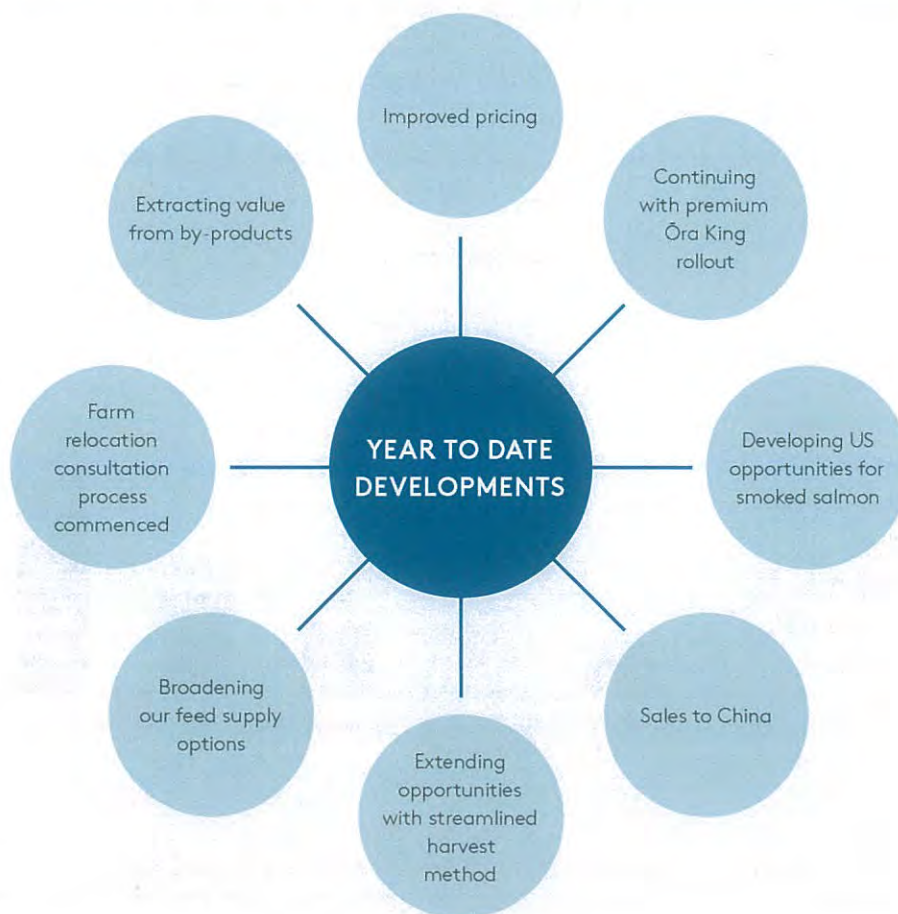 Improved pricing
Continuing
with premium
Ōra King
rollout
Developing US
opportunities for
smoked salmon
Sales to China
Extending
opportunities
with streamlined
harvest
method
Broadening
our feed supply
options
Farm
relocation
consultation
process
commenced
Extracting value
from by-products
YEAR TO DATE
DEVELOPMENTS